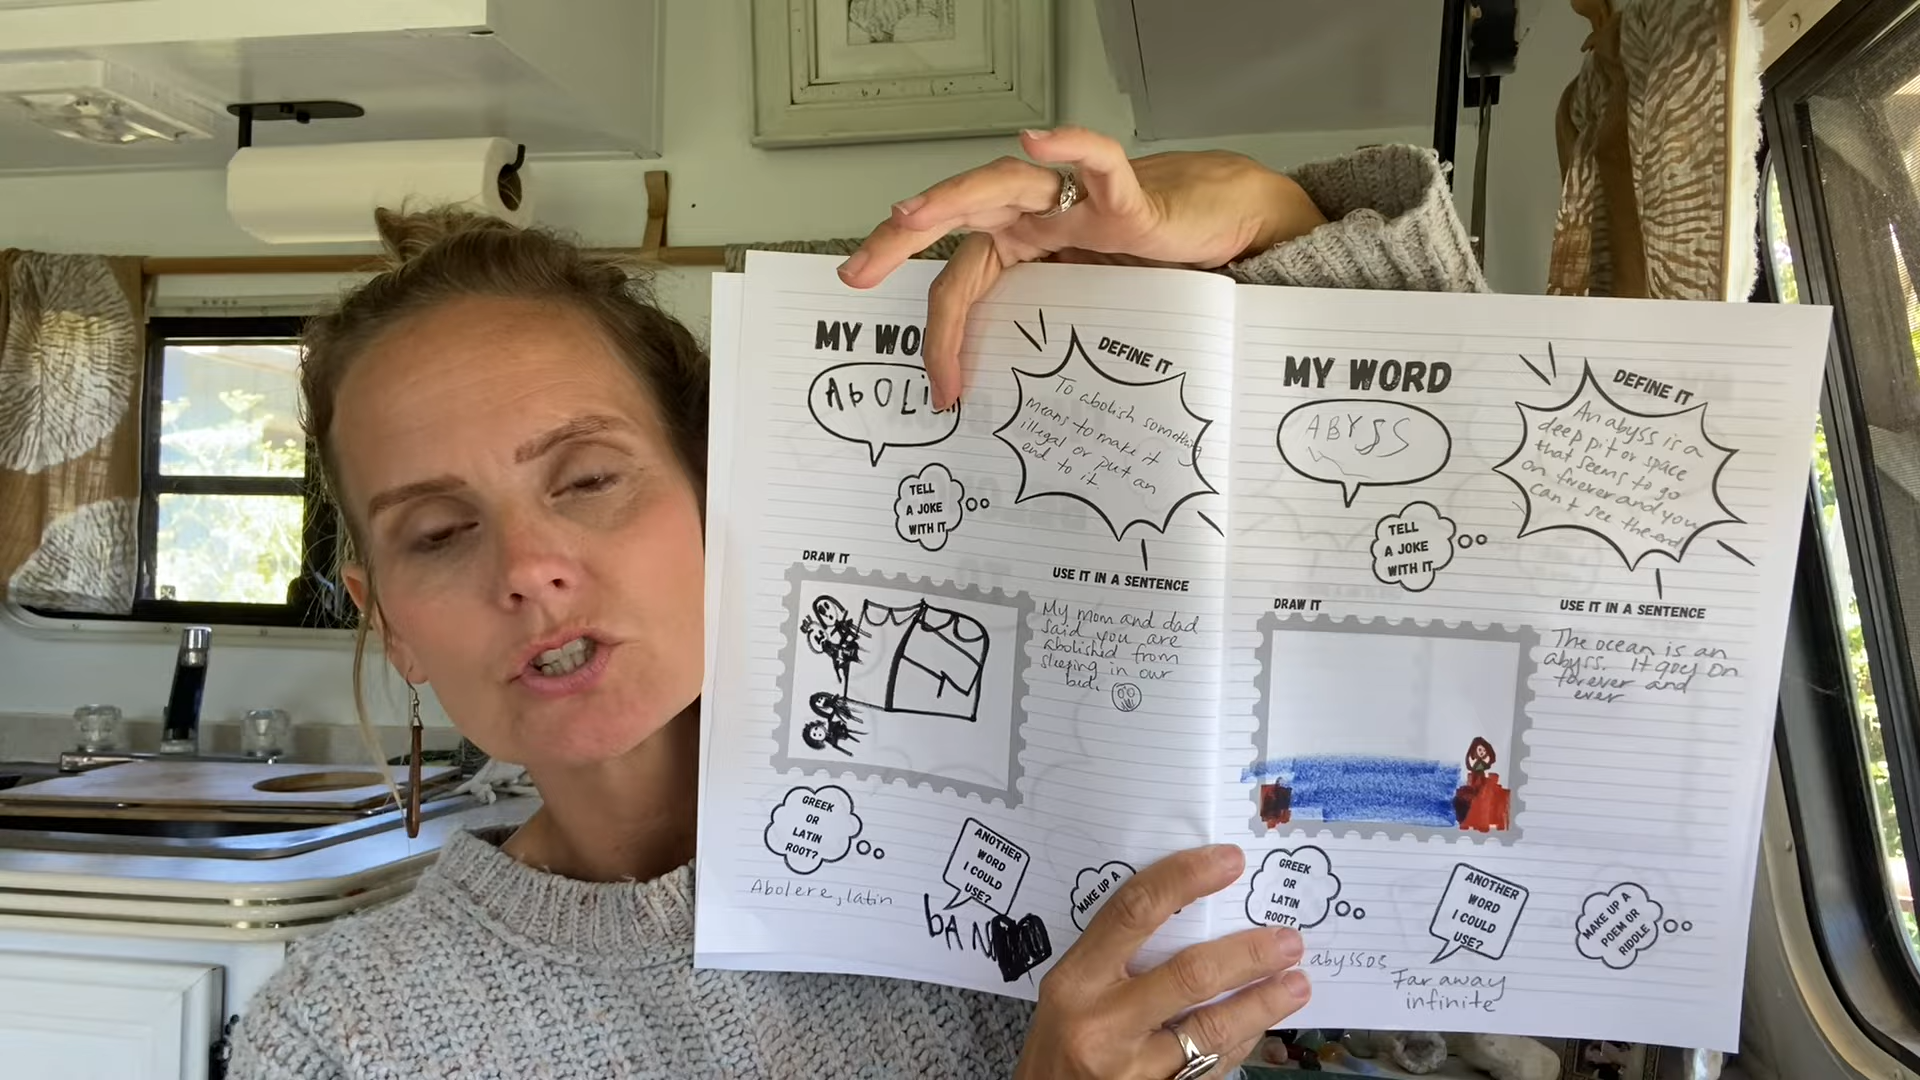 MY WO
AbOLi
DEFINE IT
To abolish something
means to make it
illegal or put an
end to it.
TELL
A JOKE
WITH IT
DRAW IT
USE IT IN A SENTENCE
My mom and dad
said you are
abolished from
sleeping in our
bed.
GREEK
OR
LATIN
ROOT?
Abolere, latin
ANOTHER
WORD
I COULD
USE?
bAN
MAKE UP A
MY WORD
ABYSS
DEFINE IT
An abyss is a
deep pit or space
that seems to go
on forever and you
can't see the end
TELL
A JOKE
WITH IT
DRAW IT
USE IT IN A SENTENCE
The ocean is an
abyss. It goes on
forever and
ever
GREEK
OR
LATIN
ROOT?
abyssos
ANOTHER
WORD
I COULD
USE?
Far away
infinite
MAKE UP A
POEM OR
RIDDLE